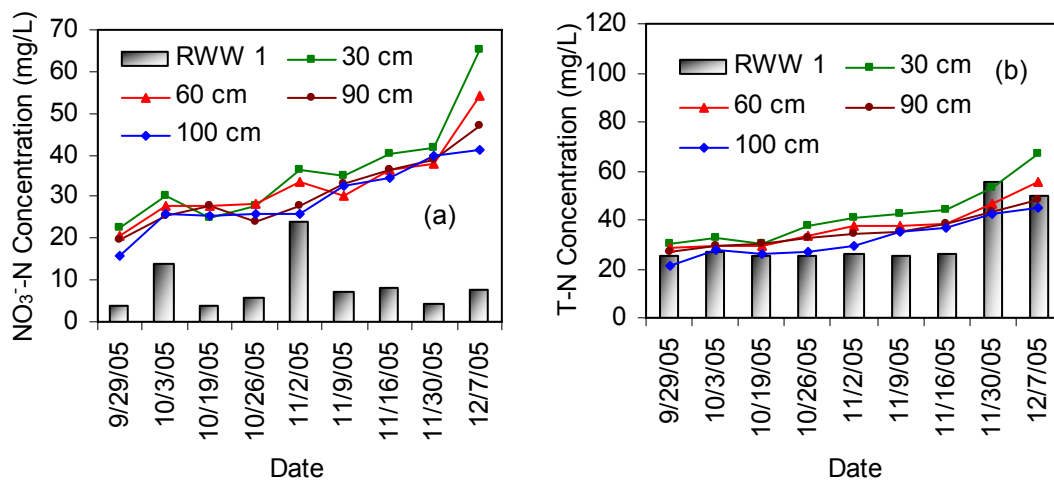 NO₃⁻-N Concentration (mg/L)
70
60
50
40
30
20
10
0
RWW 1
30 cm
60 cm
90 cm
100 cm
(a)
9/29/05
10/3/05
10/19/05
10/26/05
11/2/05
11/9/05
11/16/05
11/30/05
12/7/05
Date
T-N Concentration (mg/L)
120
100
80
60
40
20
0
RWW 1
30 cm
60 cm
90 cm
100 cm
(b)
9/29/05
10/3/05
10/19/05
10/26/05
11/2/05
11/9/05
11/16/05
11/30/05
12/7/05
Date